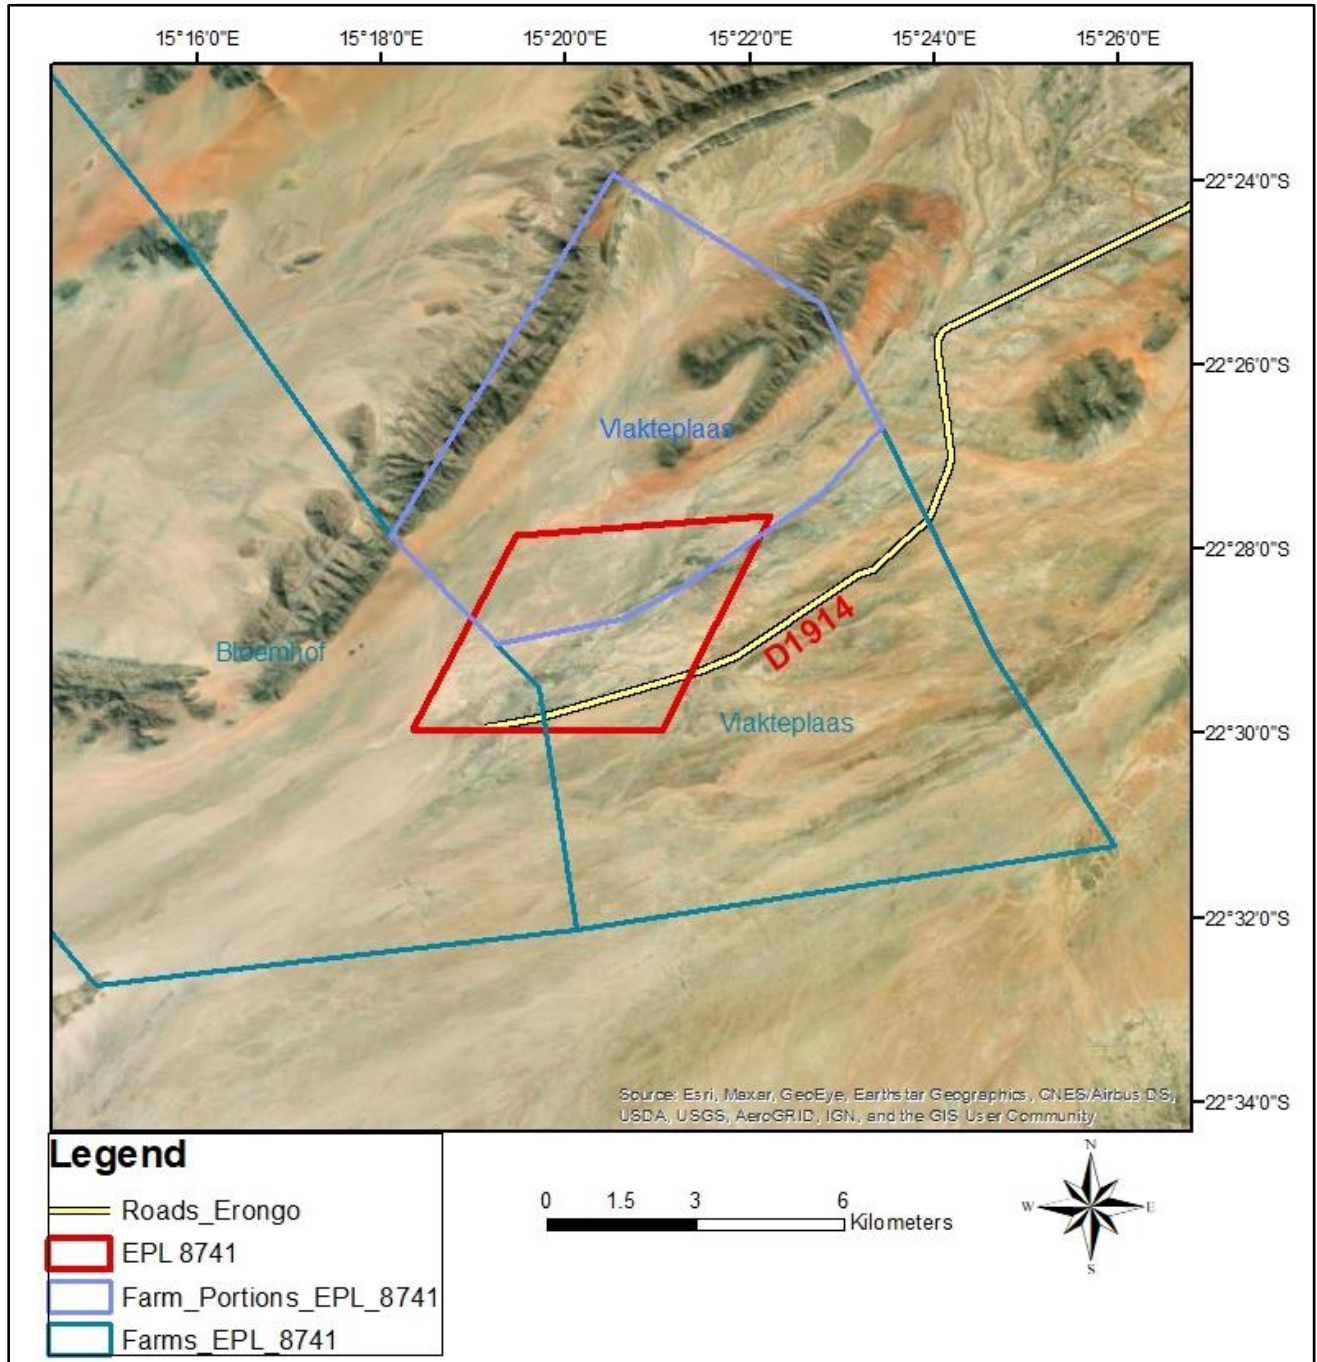 15°16'0"E 15°18'0"E 15°20'0"E 15°22'0"E 15°24'0"E 15°26'0"E
22°24'0"S
22°26'0"S
Vlakteplaas
22°28'0"S
D1914
Bloemhof
Vlakteplaas
22°30'0"S
22°32'0"S
Source: Esri, Maxar, GeoEye, Earthstar Geographics, CNES/Airbus DS,
USDA, USGS, AeroGRID, IGN, and the GIS User Community
22°34'0"S
Legend
Roads_Erongo
EPL 8741
Farm_Portions_EPL_8741
Farms_EPL_8741
0 1.5 3 6
Kilometers
N
W E
S